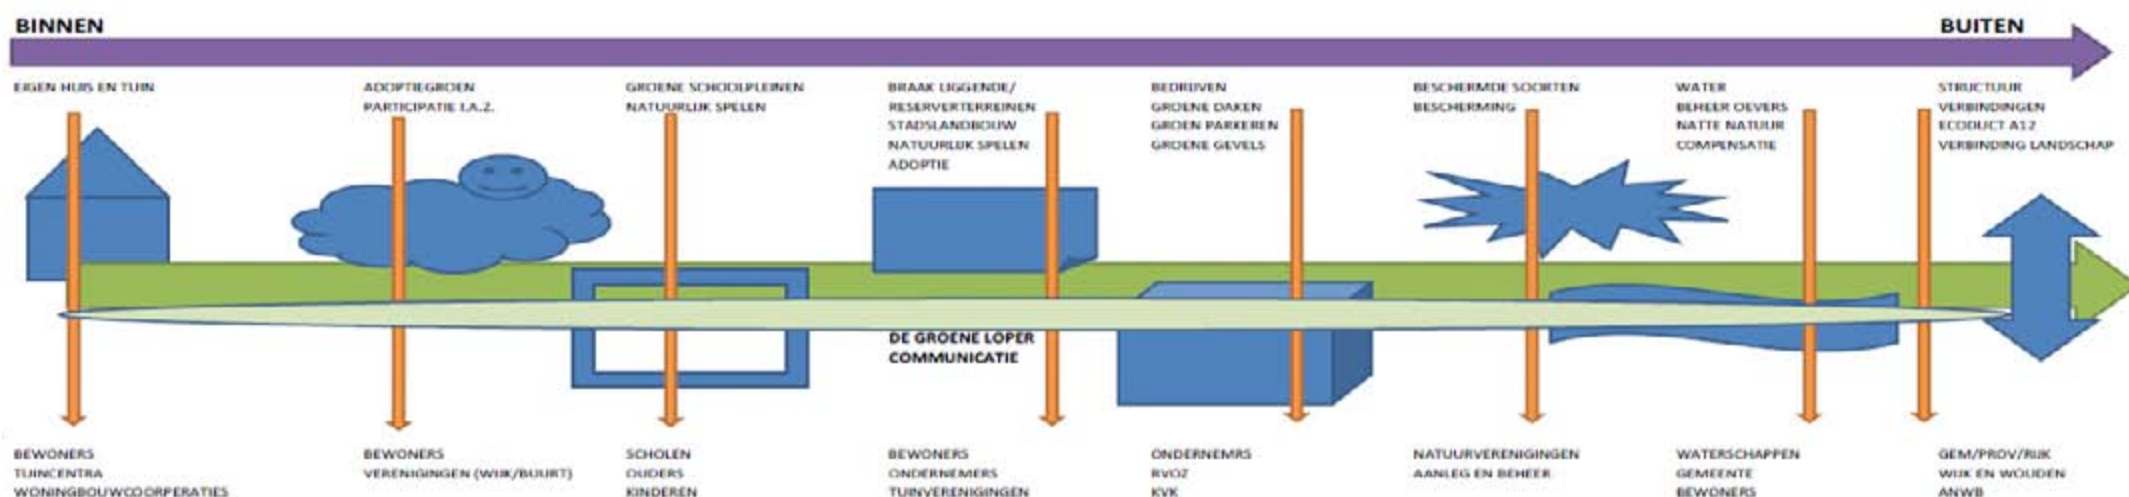 BINNEN
BUITEN
EIGEN HUIS EN TUIN
ADOPTIEGROEN
PARTICIPATIE I.A.Z.
GROENE SCHOOLPLEINEN
NATUURLIJK SPELEN
BRAAK LIGGENDE/
RESERVERTERREINEN
STADSLANDBOUW
NATUURLIJK SPELEN
ADOPTIE
BEDRIJVEN
GROENE DAKEN
GROEN PARKEREN
GROENE GEVELS
BESCHERMDE SOORTEN
BESCHERMING
WATER
BEHEER OEVERS
NATTE NATUUR
COMPENSATIE
STRUCTUUR
VERBINDINGEN
ECODUCT A12
VERBINDING LANDSCHAP
DE GROENE LOPER
COMMUNICATIE
BEWONERS
TUINCENTRA
WONINGBOUWCOORPERATIES
BEWONERS
VERENIGINGEN (WIJK/BUURT)
SCHOLEN
OUDERS
KINDEREN
BEWONERS
ONDERNEMERS
TUINVERENIGINGEN
ONDERNEMRS
RVOZ
KVK
NATUURVERENIGINGEN
AANLEG EN BEHEER
WATERSCHAPPEN
GEMEENTE
BEWONERS
GEM/PROV/RIJK
WIJK EN WOUDEN
ANWB